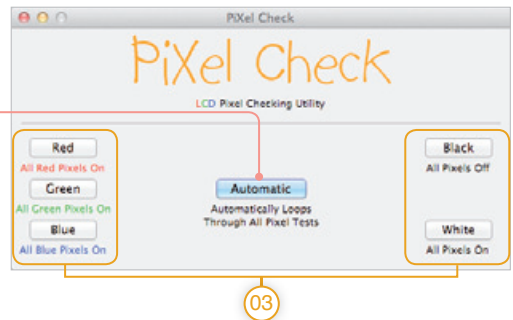 PiXel Check
PiXel Check
LCD Pixel Checking Utility
Red
All Red Pixels On
Green
All Green Pixels On
Blue
All Blue Pixels On
Automatic
Automatically Loops
Through All Pixel Tests
Black
All Pixels Off
White
All Pixels On
03